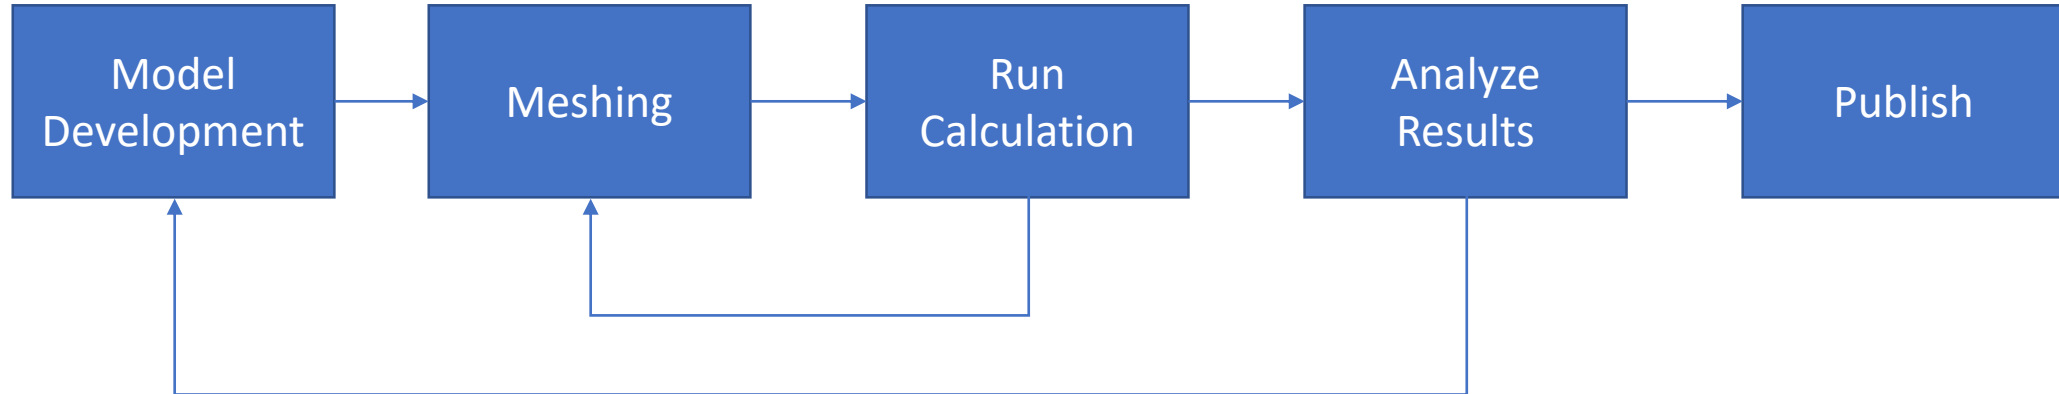 Model
Development
Meshing
Run
Calculation
Analyze
Results
Publish